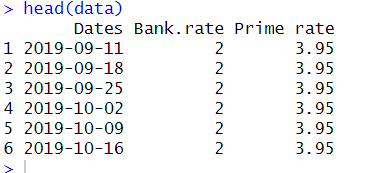 > head(data)
       Dates Bank.rate Prime rate
1 2019-09-11         2       3.95
2 2019-09-18         2       3.95
3 2019-09-25         2       3.95
4 2019-10-02         2       3.95
5 2019-10-09         2       3.95
6 2019-10-16         2       3.95
>